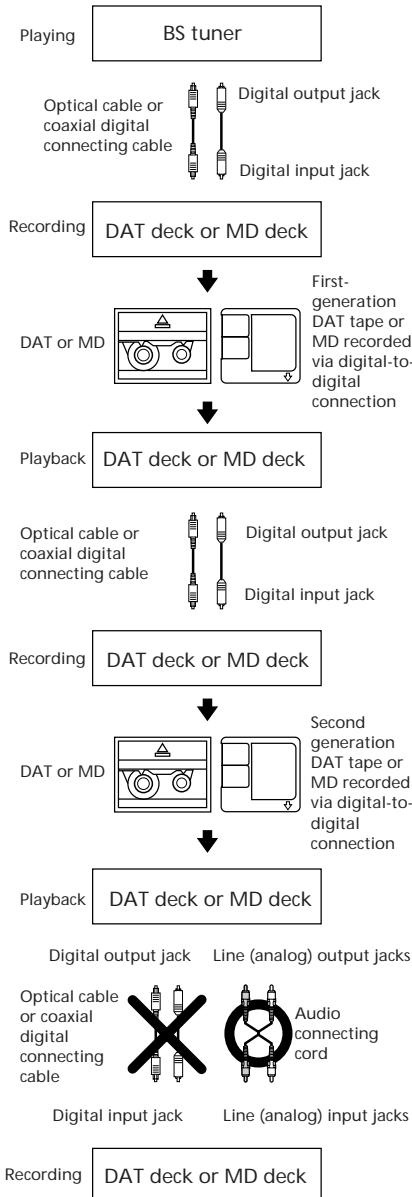 Playing
BS tuner
Optical cable or
coaxial digital
connecting cable
Digital output jack
Digital input jack
Recording
DAT deck or MD deck
DAT or MD
First-
generation
DAT tape or
MD recorded
via digital-to-
digital
connection
Playback
DAT deck or MD deck
Optical cable or
coaxial digital
connecting cable
Digital output jack
Digital input jack
Recording
DAT deck or MD deck
DAT or MD
Second
generation
DAT tape or
MD recorded
via digital-to-
digital
connection
Playback
DAT deck or MD deck
Digital output jack
Line (analog) output jacks
Optical cable
or coaxial
digital
connecting
cable
Audio
connecting
cord
Digital input jack
Line (analog) input jacks
Recording
DAT deck or MD deck